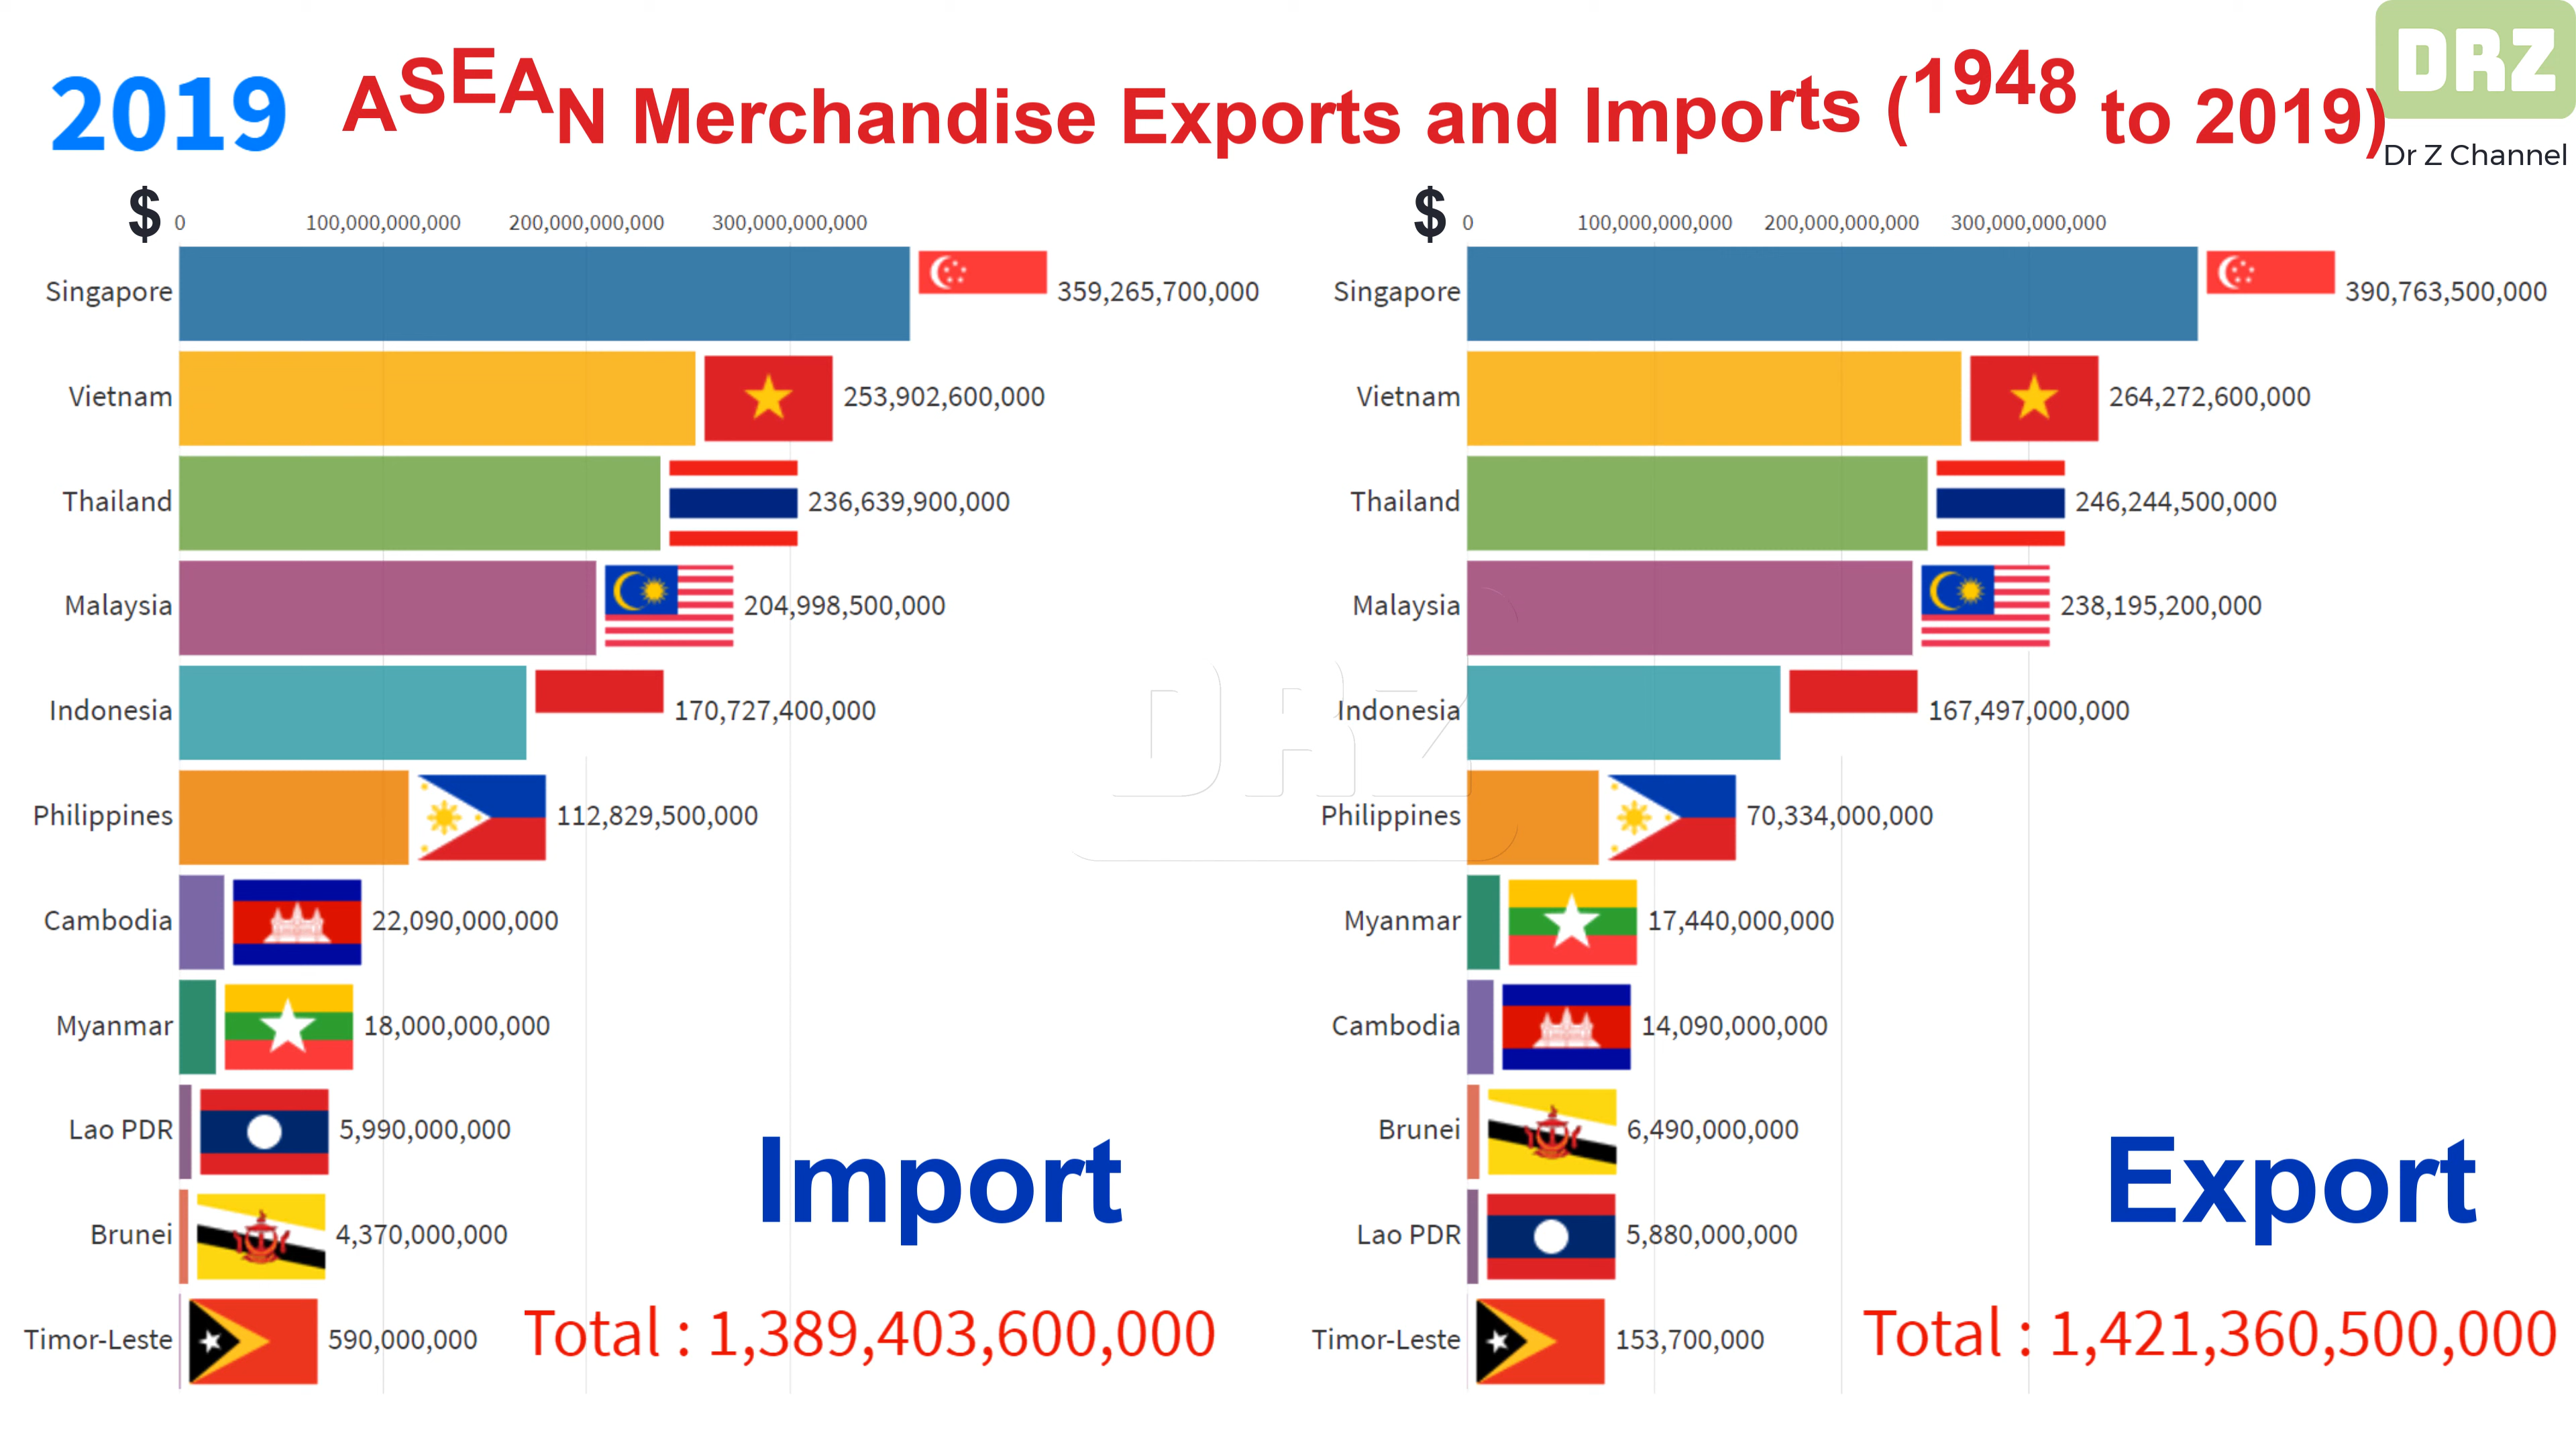 2019 ASEAN Merchandise Exports and Imports (1948 to 2019)
DRZ
Dr Z Channel
$ 0 100,000,000,000 200,000,000,000 300,000,000,000
Singapore 359,265,700,000
Vietnam 253,902,600,000
Thailand 236,639,900,000
Malaysia 204,998,500,000
Indonesia 170,727,400,000
Philippines 112,829,500,000
Cambodia 22,090,000,000
Myanmar 18,000,000,000
Lao PDR 5,990,000,000
Brunei 4,370,000,000
Timor-Leste 590,000,000
Import
Total : 1,389,403,600,000
$ 0 100,000,000,000 200,000,000,000 300,000,000,000
Singapore 390,763,500,000
Vietnam 264,272,600,000
Thailand 246,244,500,000
Malaysia 238,195,200,000
Indonesia 167,497,000,000
Philippines 70,334,000,000
Myanmar 17,440,000,000
Cambodia 14,090,000,000
Brunei 6,490,000,000
Lao PDR 5,880,000,000
Timor-Leste 153,700,000
Export
Total : 1,421,360,500,000
DRZ